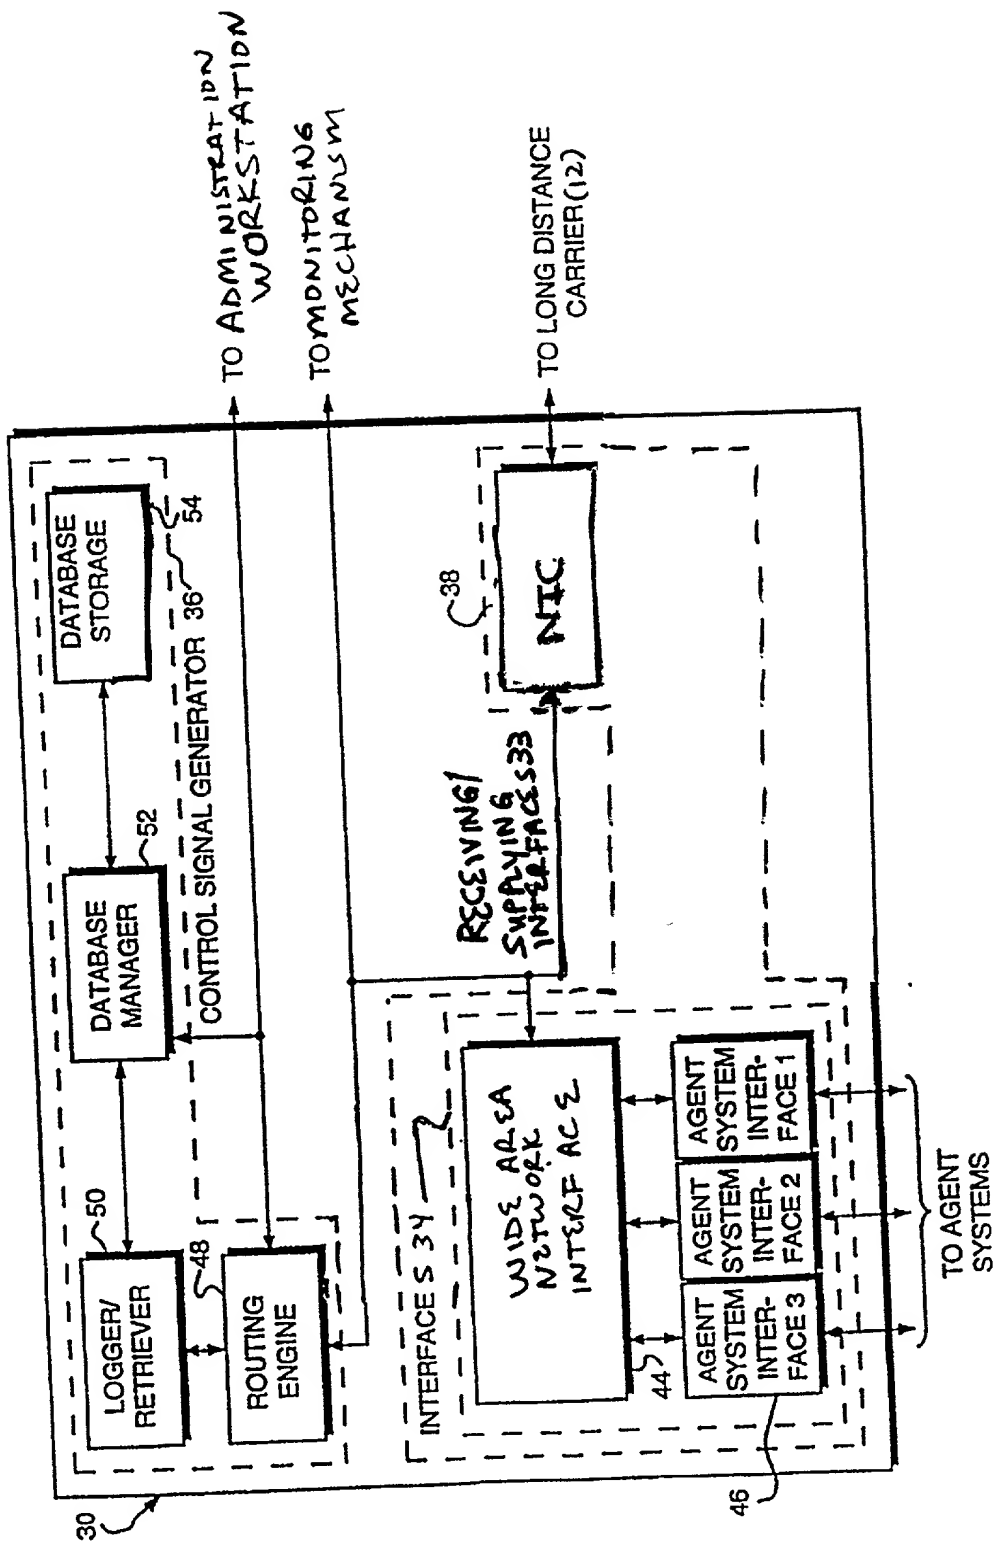 30
LOGGER/
RETRIEVER
50
DATABASE
MANAGER
52
DATABASE
STORAGE
54
48
ROUTING
ENGINE
CONTROL SIGNAL GENERATOR 36
TO ADMINISTRATION
WORKSTATION
TO MONITORING
MECHANISM
INTERFACES 34
RECEIVING/
SUPPLYING
INTERFACES 33
38
NIC
TO LONG DISTANCE
CARRIER (12)
WIDE AREA
NETWORK
INTERFACE
44
46
AGENT
SYSTEM
INTER-
FACE 3
AGENT
SYSTEM
INTER-
FACE 2
AGENT
SYSTEM
INTER-
FACE 1
TO AGENT
SYSTEMS